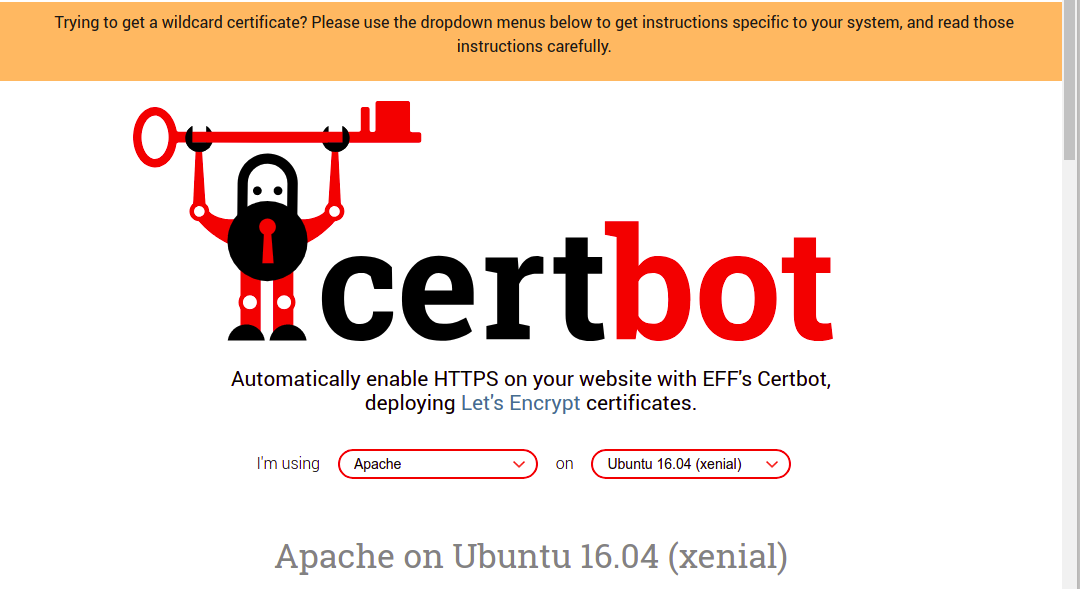 Trying to get a wildcard certificate? Please use the dropdown menus below to get instructions specific to your system, and read those
instructions carefully.
certbot
Automatically enable HTTPS on your website with EFF's Certbot,
deploying Let's Encrypt certificates.
I'm using Apache on Ubuntu 16.04 (xenial)
Apache on Ubuntu 16.04 (xenial)